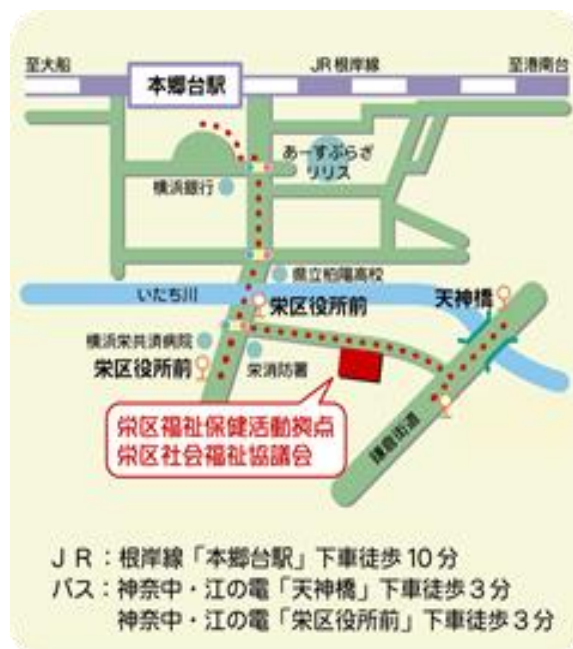 至大船
JR根岸線
至港南台
本郷台駅
あーすぷらざ
リリス
横浜銀行
県立柏陽高校
いたち川
栄区役所前
天神橋
横浜栄共済病院
栄区役所前
栄消防署
鎌倉街道
栄区福祉保健活動拠点
栄区社会福祉協議会
JR：根岸線「本郷台駅」下車徒歩10分
バス：神奈中・江の電「天神橋」下車徒歩3分
神奈中・江の電「栄区役所前」下車徒歩3分